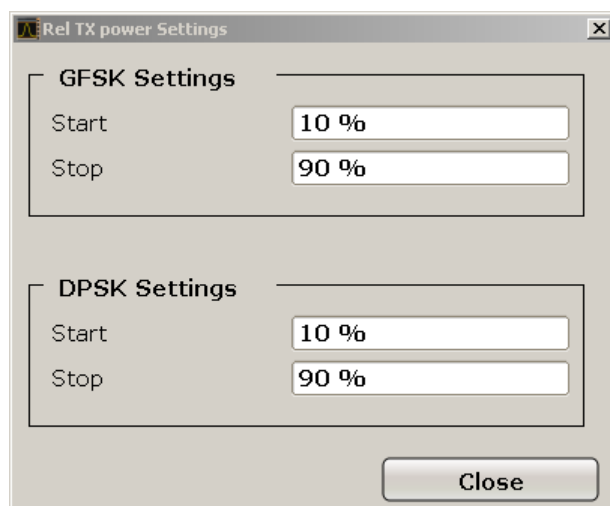 Rel TX power Settings
GFSK Settings
Start 10 %
Stop 90 %
DPSK Settings
Start 10 %
Stop 90 %
Close